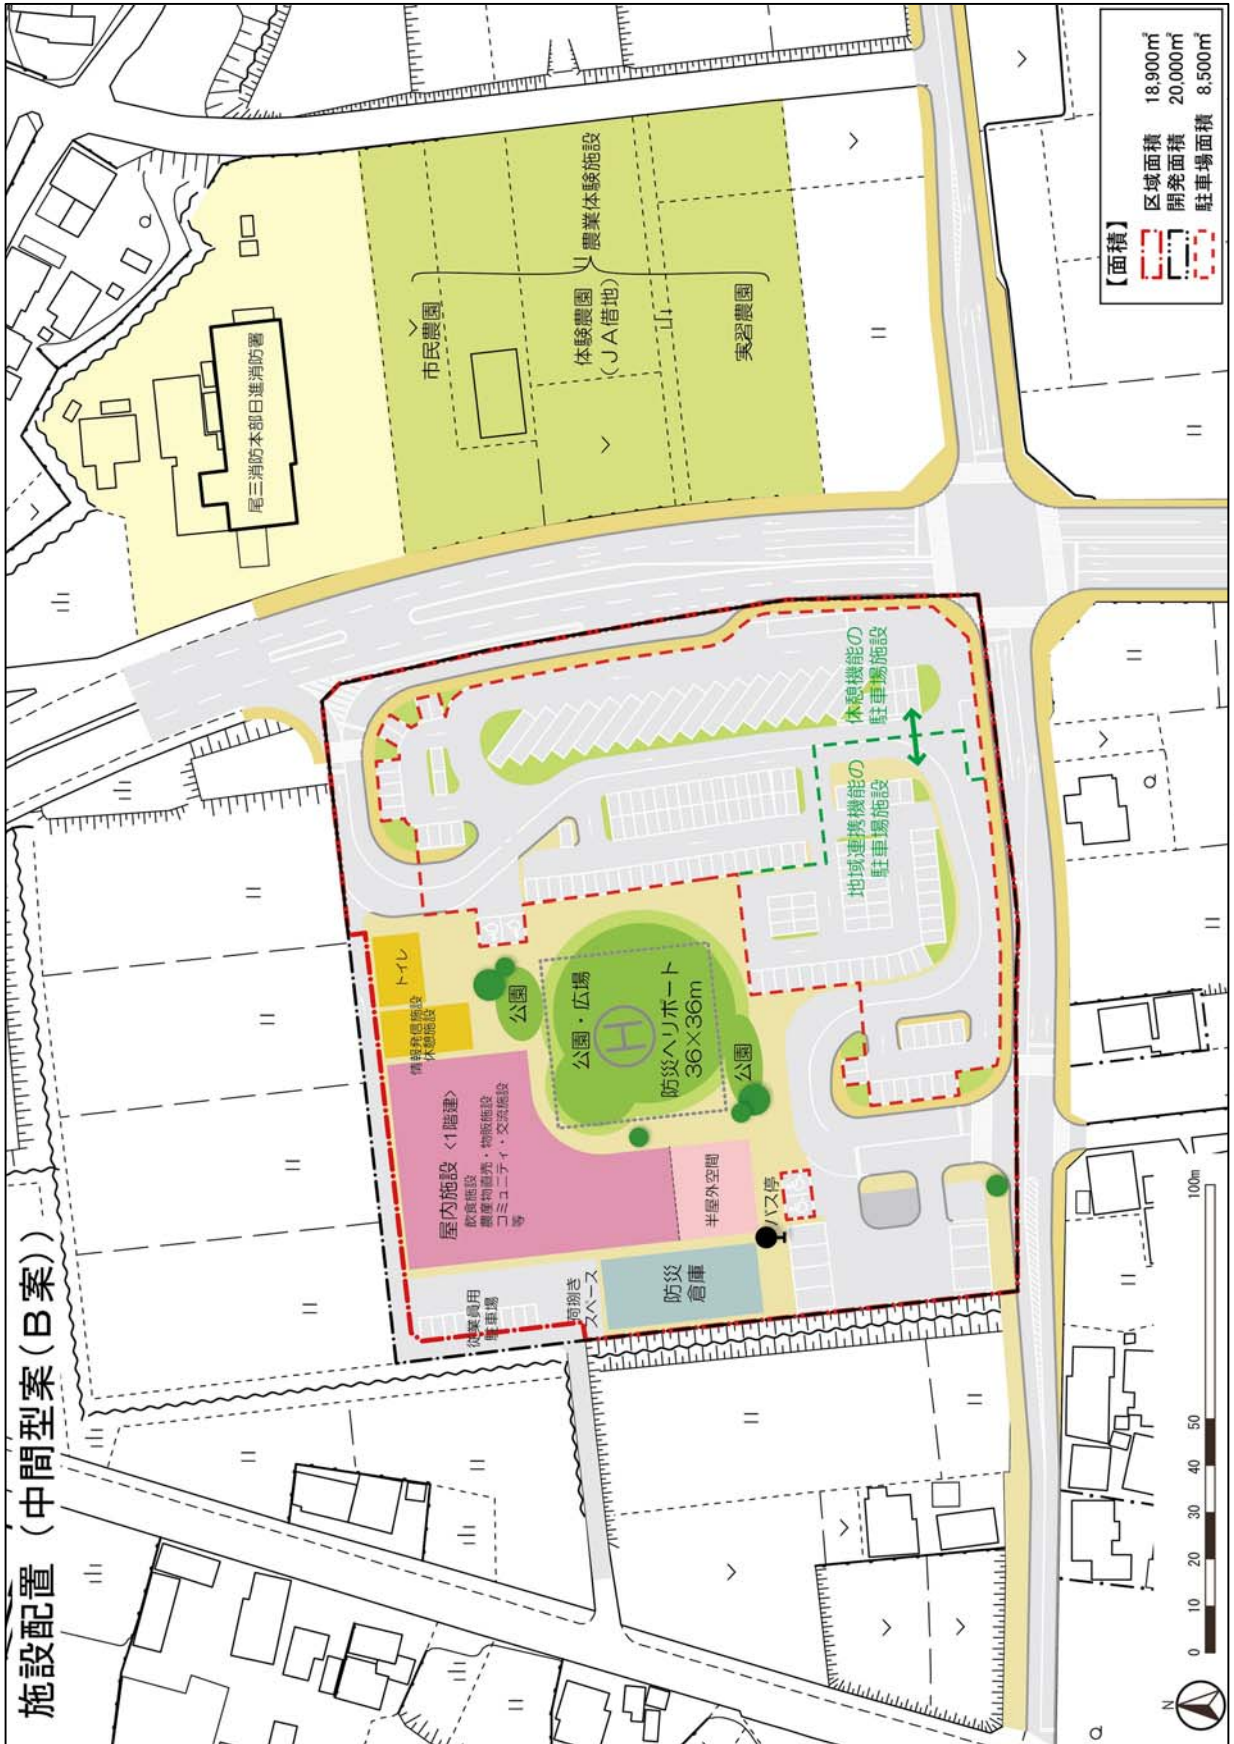 施設配置（中間型案（B案））
尾三消防本部日進消防署
市民農園
体験農園
（JA借地）
実習農園
農業体験施設
トイレ
情報発信施設
休憩施設
屋内施設 <1階建>
飲食施設
農産物直売・物販施設
コミュニティ・交流施設
等
公園
公園・広場
H
防災ヘリポート
36×36m
公園
半屋外空間
バス停
従業員用
駐車場
荷捌き
スペース
防災
倉庫
休憩機能の
駐車場施設
地域連携機能の
駐車場施設
【面積】
区域面積 18,900㎡
開発面積 20,000㎡
駐車場面積 8,500㎡
N
0 10 20 30 40 50 100m